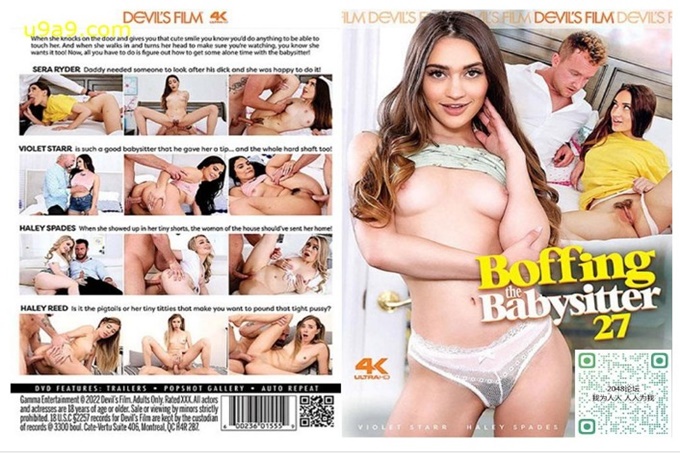 u9a9.com
DEVIL'S FILM 4K
When she knocks on the door and gives you that cute smile you know you'd do anything to be able to
touch her. And when she walks in and turns her head to make sure you're watching, you know she
wants it too! Now, all you have to do is figure out how to get some alone time with the babysitter!
SERA RYDER Daddy needed someone to look after his dick and she was happy to do it!
VIOLET STARR is such a good babysitter that he gave her a tip... and the whole hard shaft too!
HALEY SPADES When she showed up in her tiny shorts, the woman of the house should've sent her home!
HALEY REED Is it the pigtails or her tiny titties that make you want to pound that tight pussy?
DVD FEATURES: TRAILERS • POPSHOT GALLERY • AUTO REPEAT
Gamma Entertainment © 2022 Devil's Film. Adults Only. Rated XXX. All actors
and actresses are 18 years of age or older. Sale or viewing by minors strictly
prohibited. 18 U.S.C §2257 records for Devil's Film are kept by the custodian
of records @ 3300 boul. Cote-Vertu Suite 406, Montreal, QC H4R 2B7.
6 00236 01555
ILM DEVIL'S FILM DEVIL'S FILM DEVIL'S FILM DEVIL'S
Boffing
the
Babysitter
27
4K
ULTRA HD
2048论坛
我为人人 人人为我
VIOLET STARR HALEY SPADES